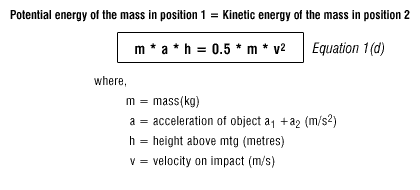 Potential energy of the mass in position 1 = Kinetic energy of the mass in position 2
m * a * h = 0.5 * m * v² Equation 1(d)
where,
m = mass(kg)
a = acceleration of object a₁ +a₂ (m/s²)
h = height above mtg (metres)
v = velocity on impact (m/s)